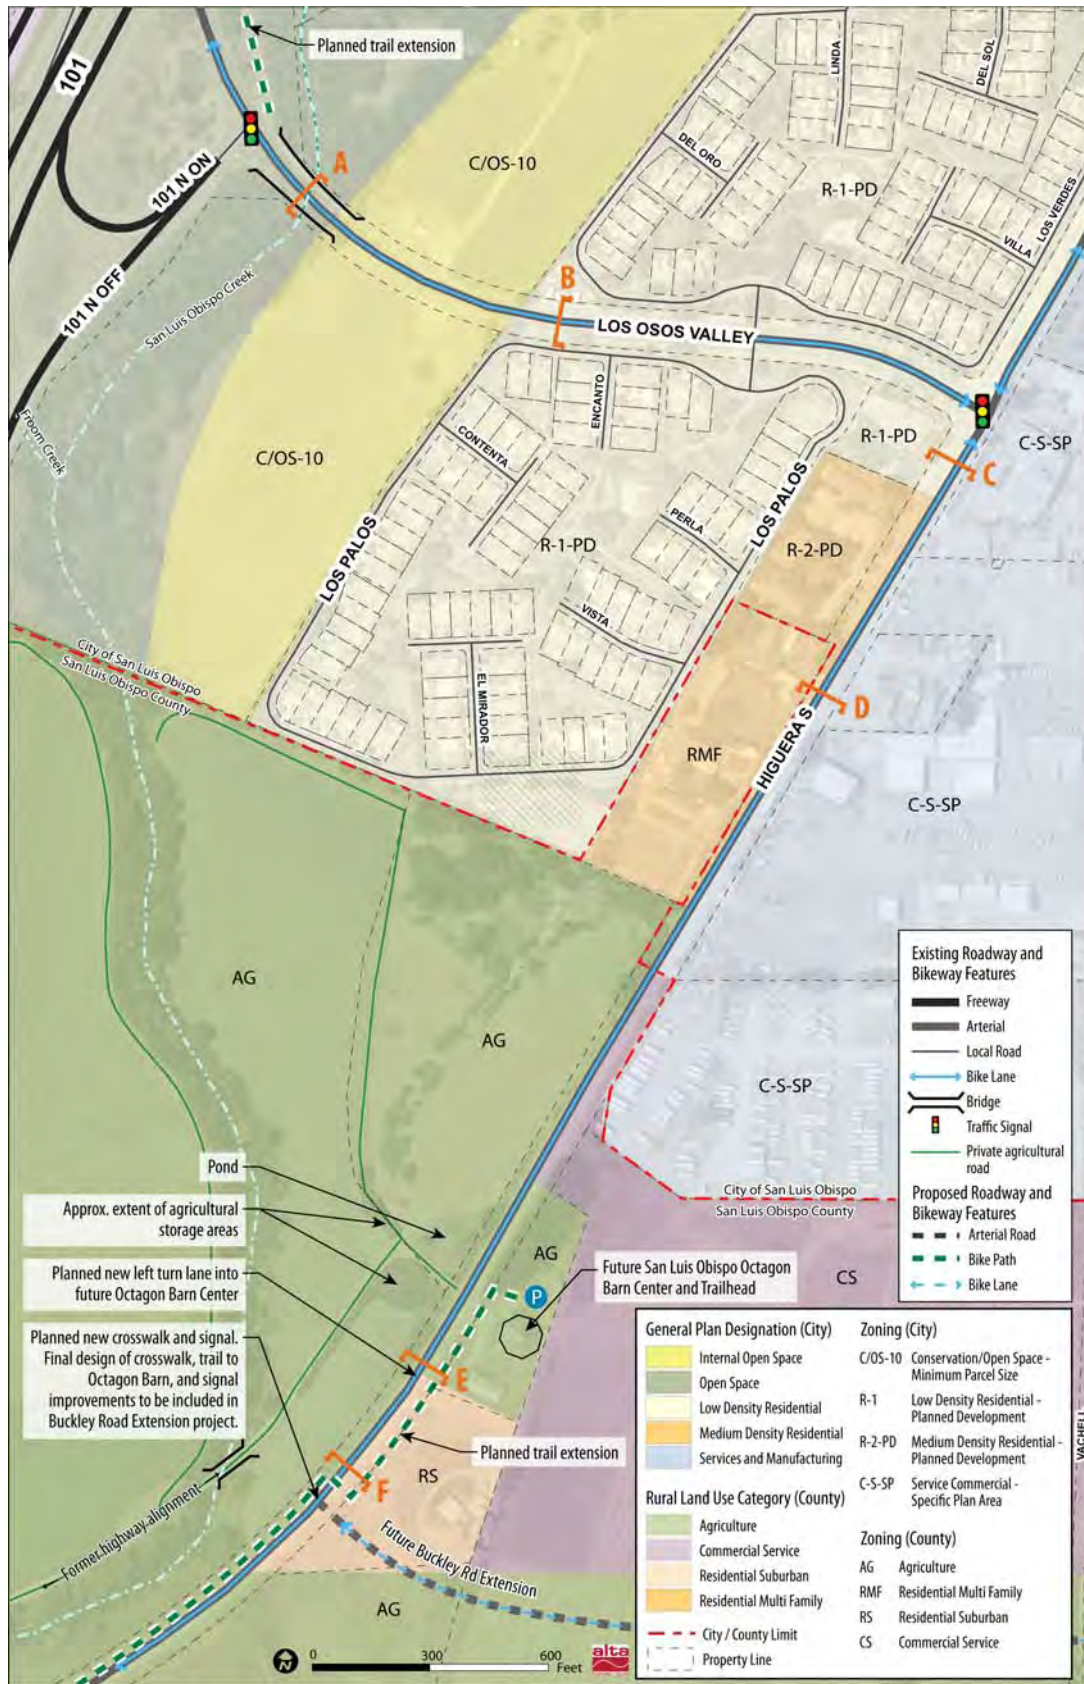 Planned trail extension
101
101 N ON
101 N OFF
A
C/OS-10
LINDA
DEL SOL
DEL ORO
R-1-PD
LOS VERDES
VILLA
San Luis Obispo Creek
B
LOS OSOS VALLEY
Froom Creek
C/OS-10
ENCANTO
CONTENTA
R-1-PD
C-S-SP
C
LOS PALOS
LOS PALOS
PERLA
R-2-PD
R-1-PD
VISTA
City of San Luis Obispo
San Luis Obispo County
EL MIRADOR
D
RMF
HIGUERA S
C-S-SP
AG
AG
C-S-SP
City of San Luis Obispo
San Luis Obispo County
Pond
Approx. extent of agricultural
storage areas
Planned new left turn lane into
future Octagon Barn Center
Planned new crosswalk and signal.
Final design of crosswalk, trail to
Octagon Barn, and signal
improvements to be included in
Buckley Road Extension project.
AG
P
Future San Luis Obispo Octagon
Barn Center and Trailhead
CS
E
Planned trail extension
RS
F
Former highway alignment
Future Buckley Rd Extension
AG
VACHELL
Existing Roadway and
Bikeway Features
Freeway
Arterial
Local Road
Bike Lane
Bridge
Traffic Signal
Private agricultural
road
Proposed Roadway and
Bikeway Features
Arterial Road
Bike Path
Bike Lane
General Plan Designation (City)
Internal Open Space
Open Space
Low Density Residential
Medium Density Residential
Services and Manufacturing
Rural Land Use Category (County)
Agriculture
Commercial Service
Residential Suburban
Residential Multi Family
City / County Limit
Property Line
Zoning (City)
C/OS-10 Conservation/Open Space -
Minimum Parcel Size
R-1 Low Density Residential -
Planned Development
R-2-PD Medium Density Residential -
Planned Development
C-S-SP Service Commercial -
Specific Plan Area
Zoning (County)
AG Agriculture
RMF Residential Multi Family
RS Residential Suburban
CS Commercial Service
N
0 300 600
Feet
alta